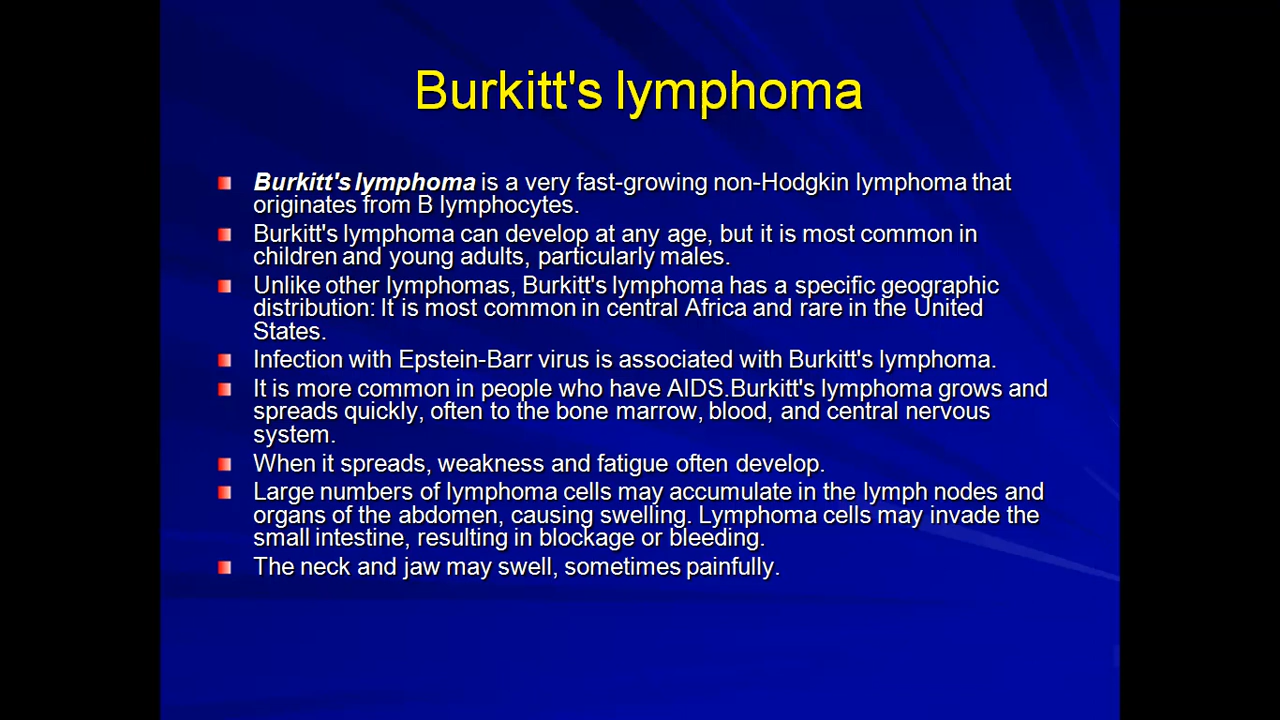 Burkitt's lymphoma
Burkitt's lymphoma is a very fast-growing non-Hodgkin lymphoma that
originates from B lymphocytes.
Burkitt's lymphoma can develop at any age, but it is most common in
children and young adults, particularly males.
Unlike other lymphomas, Burkitt's lymphoma has a specific geographic
distribution: It is most common in central Africa and rare in the United
States.
Infection with Epstein-Barr virus is associated with Burkitt's lymphoma.
It is more common in people who have AIDS.Burkitt's lymphoma grows and
spreads quickly, often to the bone marrow, blood, and central nervous
system.
When it spreads, weakness and fatigue often develop.
Large numbers of lymphoma cells may accumulate in the lymph nodes and
organs of the abdomen, causing swelling. Lymphoma cells may invade the
small intestine, resulting in blockage or bleeding.
The neck and jaw may swell, sometimes painfully.